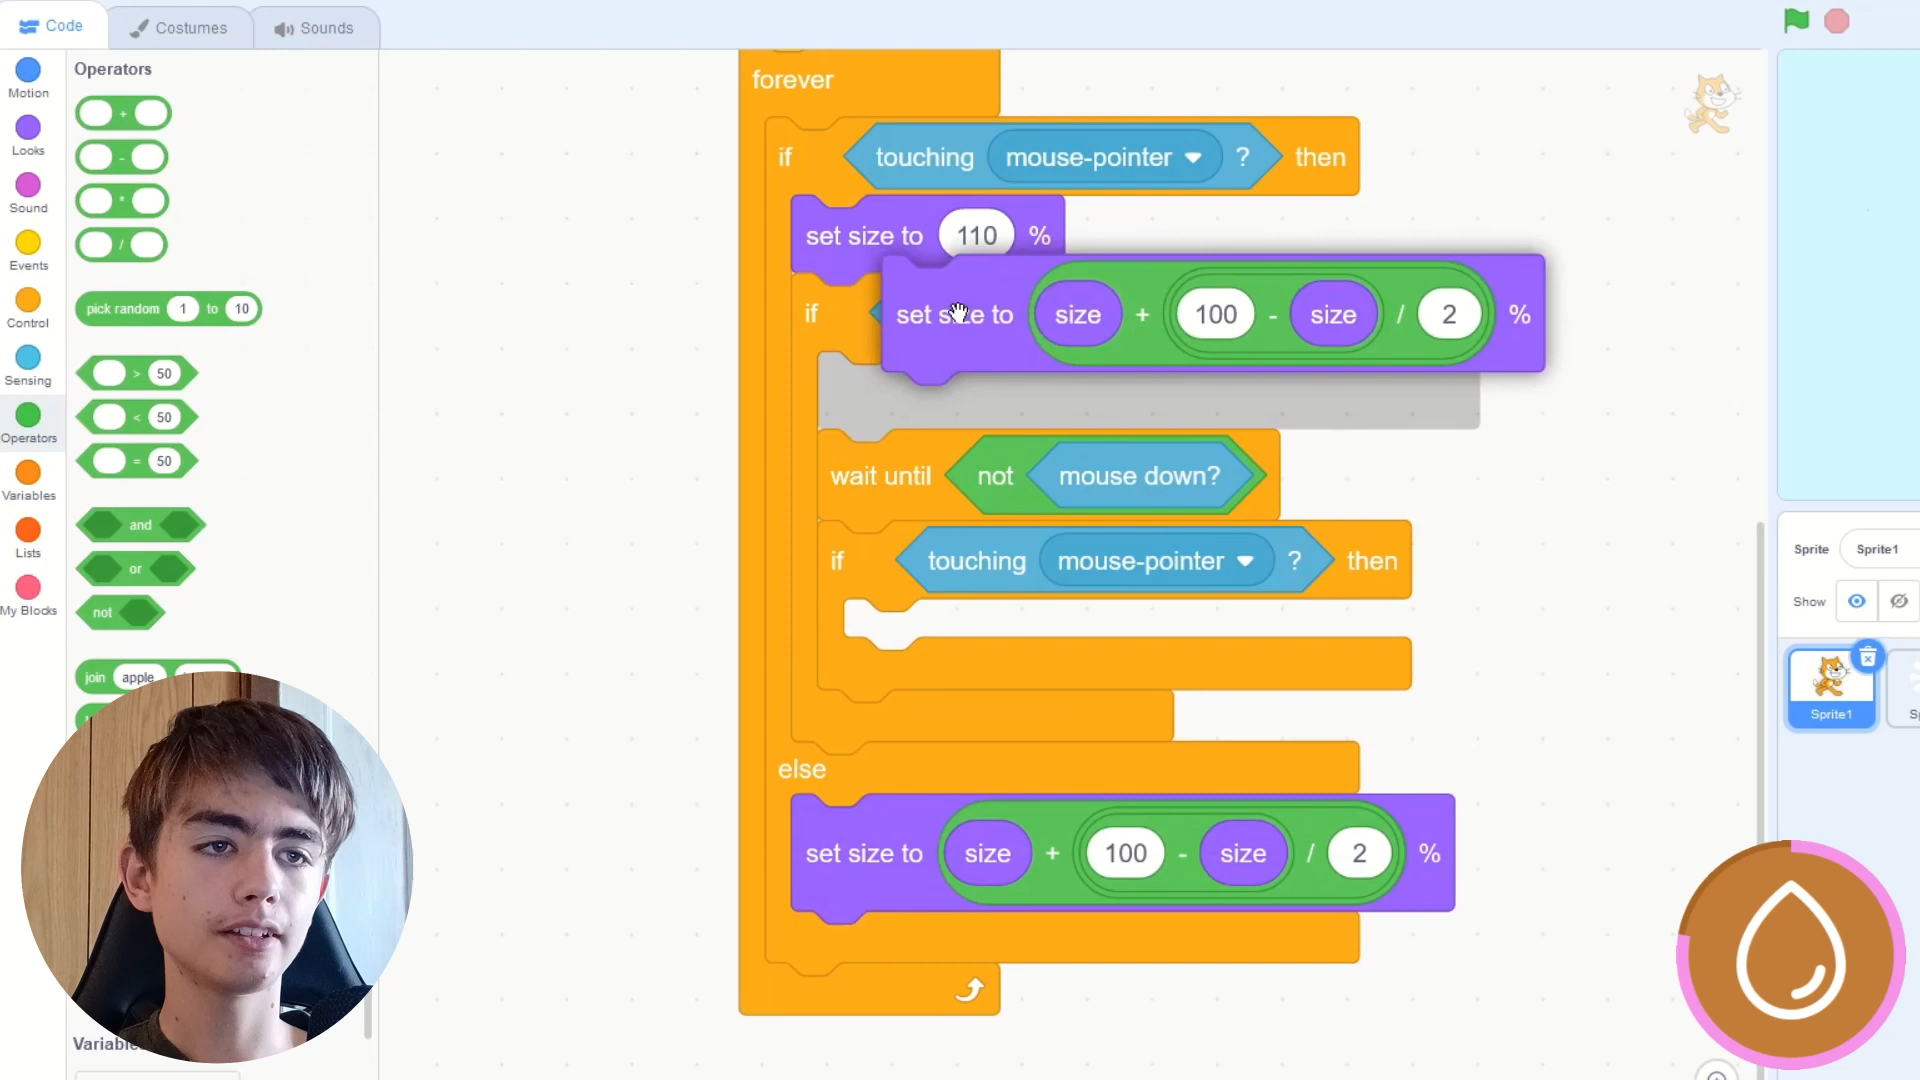 Code
Costumes
Sounds
Motion
Looks
Sound
Events
Control
Sensing
Operators
Variables
Lists
My Blocks
Operators
+
-
*
/
pick random 1 to 10
> 50
< 50
= 50
and
or
not
join apple
forever
if touching mouse-pointer ? then
set size to 110 %
if
set size to size + 100 - size / 2 %
wait until not mouse down?
if touching mouse-pointer ? then
else
set size to size + 100 - size / 2 %
Sprite Sprite1
Show
Sprite1